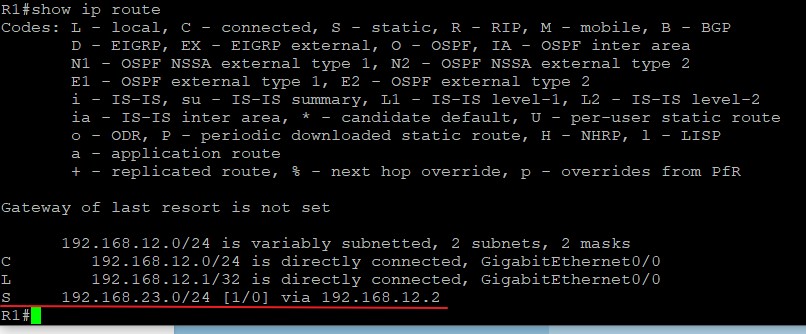 R1#show ip route
Codes: L - local, C - connected, S - static, R - RIP, M - mobile, B - BGP
       D - EIGRP, EX - EIGRP external, O - OSPF, IA - OSPF inter area
       N1 - OSPF NSSA external type 1, N2 - OSPF NSSA external type 2
       E1 - OSPF external type 1, E2 - OSPF external type 2
       i - IS-IS, su - IS-IS summary, L1 - IS-IS level-1, L2 - IS-IS level-2
       ia - IS-IS inter area, * - candidate default, U - per-user static route
       o - ODR, P - periodic downloaded static route, H - NHRP, l - LISP
       a - application route
       + - replicated route, % - next hop override, p - overrides from PfR
Gateway of last resort is not set
      192.168.12.0/24 is variably subnetted, 2 subnets, 2 masks
C        192.168.12.0/24 is directly connected, GigabitEthernet0/0
L        192.168.12.1/32 is directly connected, GigabitEthernet0/0
S     192.168.23.0/24 [1/0] via 192.168.12.2
R1#